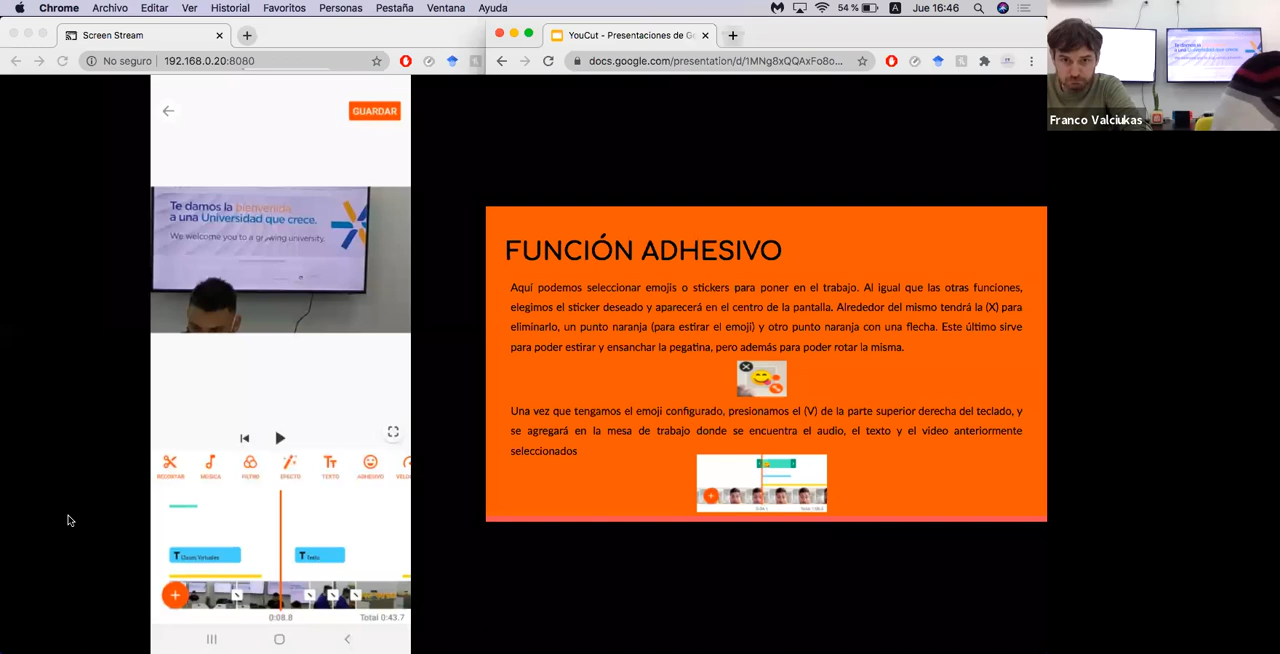 Chrome Archivo Editar Ver Historial Favoritos Personas Pestaña Ventana Ayuda 54 % A Jue 16:46
Screen Stream
YouCut - Presentaciones de G
No seguro 192.168.0.20:8080
docs.google.com/presentation/d/1MNg8xQQAxFo8o...
GUARDAR
Te damos la bienvenida
a una Universidad que crece.
We welcome you to a growing university.
RECORTAR MÚSICA FILTRO EFECTO TEXTO ADHESIVO
T Clases Virtuales
T Texto
0:08.8 Total 0:43.7
FUNCIÓN ADHESIVO
Aquí podemos seleccionar emojis o stickers para poner en el trabajo. Al igual que las otras funciones,
elegimos el sticker deseado y aparecerá en el centro de la pantalla. Alrededor del mismo tendrá la (X) para
eliminarlo, un punto naranja (para estirar el emoji) y otro punto naranja con una flecha. Este último sirve
para poder estirar y ensanchar la pegatina, pero además para poder rotar la misma.
Una vez que tengamos el emoji configurado, presionamos el (V) de la parte superior derecha del teclado, y
se agregará en la mesa de trabajo donde se encuentra el audio, el texto y el video anteriormente
seleccionados
Franco Valciukas